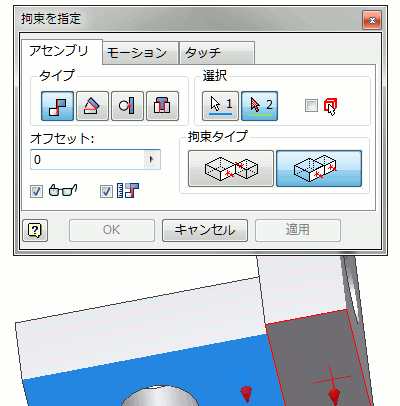 拘束を指定
アセンブリ モーション タッチ
タイプ 選択
1 2
オフセット: 拘束タイプ
0
? OK キャンセル 適用